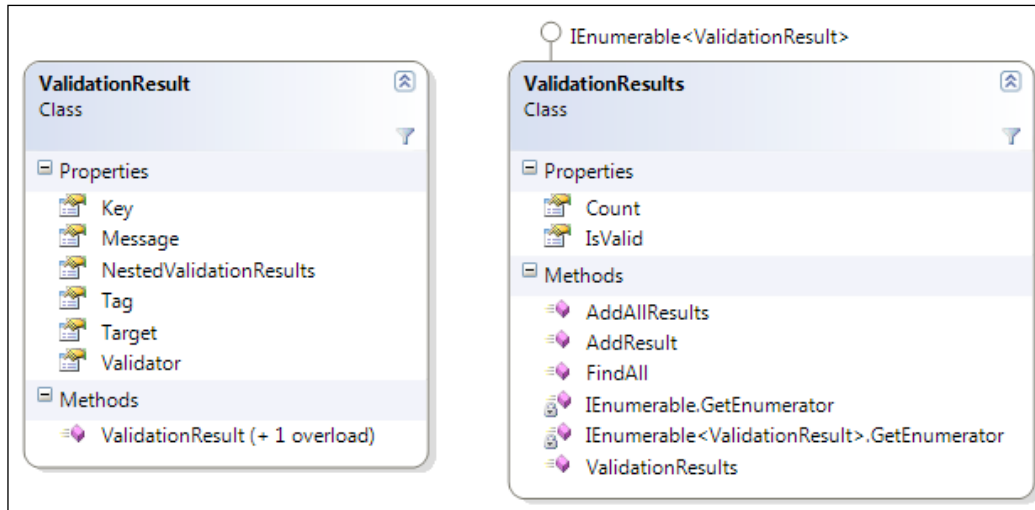 IEnumerable<ValidationResult>
ValidationResult
Class
Properties
Key
Message
NestedValidationResults
Tag
Target
Validator
Methods
ValidationResult (+ 1 overload)
ValidationResults
Class
Properties
Count
IsValid
Methods
AddAllResults
AddResult
FindAll
IEnumerable.GetEnumerator
IEnumerable<ValidationResult>.GetEnumerator
ValidationResults